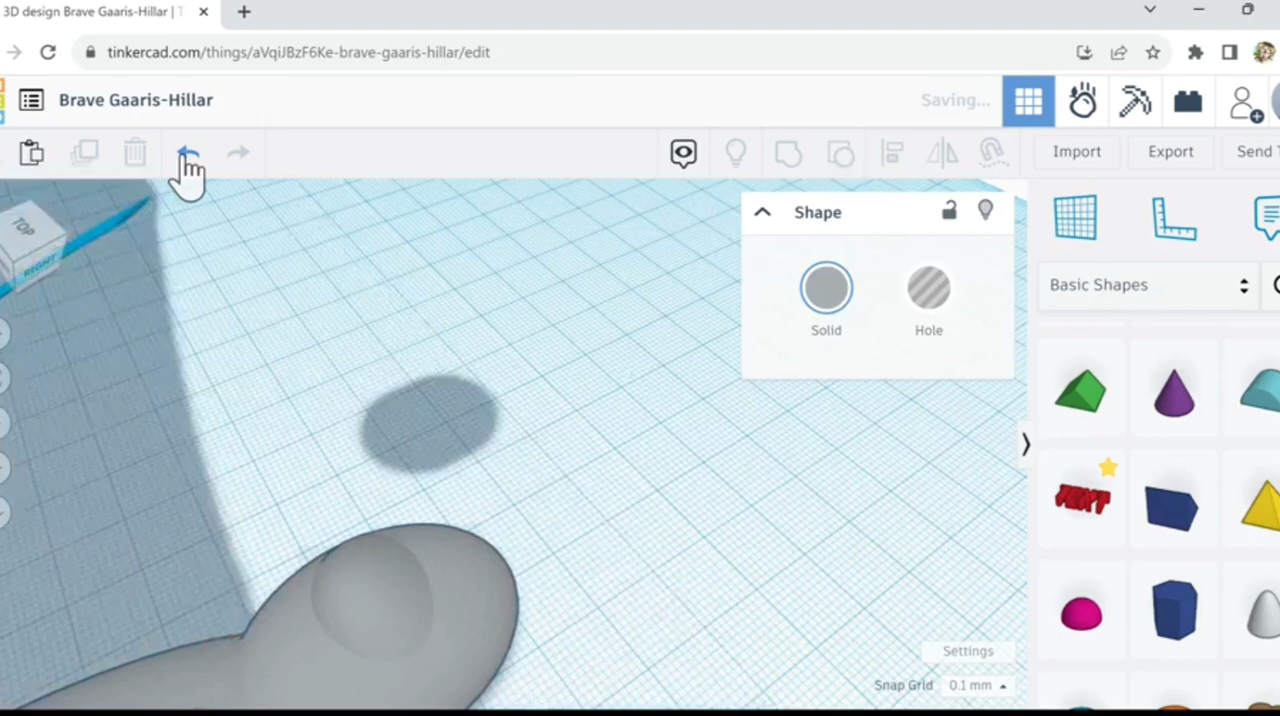 3D design Brave Gaaris-Hillar | T
tinkercad.com/things/aVqiJBzF6Ke-brave-gaaris-hillar/edit
Brave Gaaris-Hillar
Saving...
Import
Export
Send T
TOP
RIGHT
Shape
Solid
Hole
Basic Shapes
TEXT
Settings
Snap Grid 0.1 mm